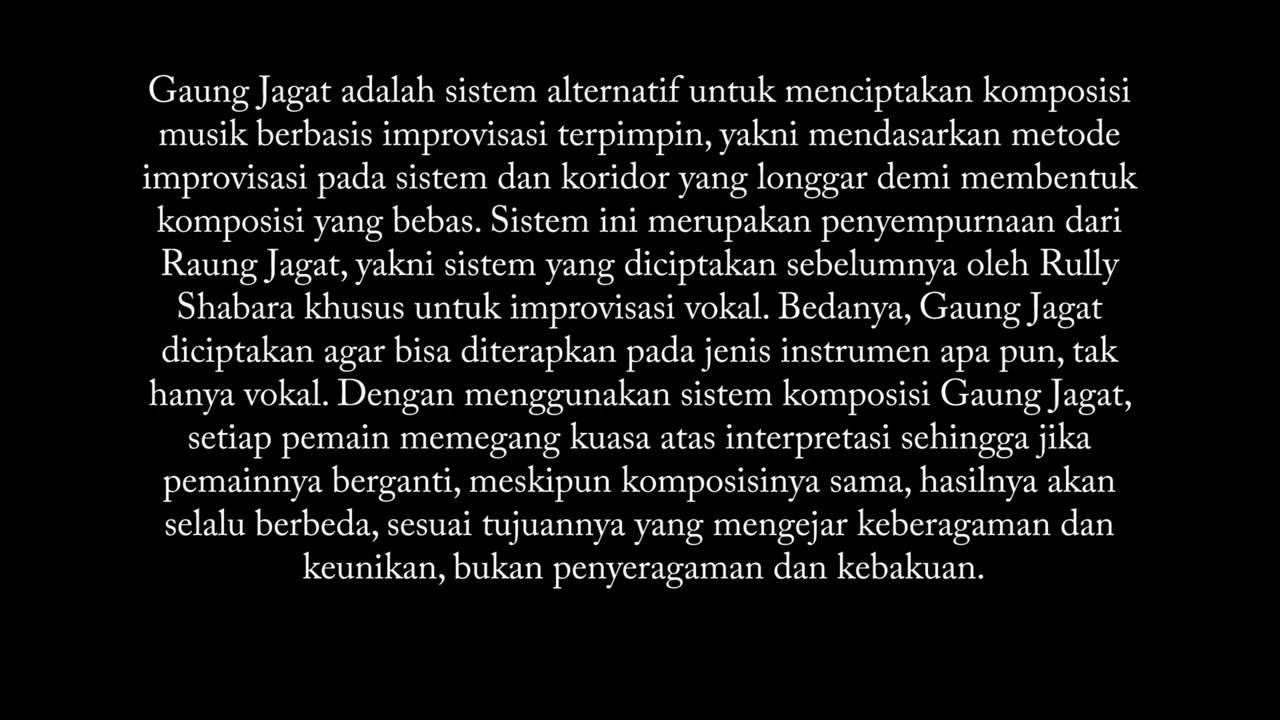 Gaung Jagat adalah sistem alternatif untuk menciptakan komposisi
musik berbasis improvisasi terpimpin, yakni mendasarkan metode
improvisasi pada sistem dan koridor yang longgar demi membentuk
komposisi yang bebas. Sistem ini merupakan penyempurnaan dari
Raung Jagat, yakni sistem yang diciptakan sebelumnya oleh Rully
Shabara khusus untuk improvisasi vokal. Bedanya, Gaung Jagat
diciptakan agar bisa diterapkan pada jenis instrumen apa pun, tak
hanya vokal. Dengan menggunakan sistem komposisi Gaung Jagat,
setiap pemain memegang kuasa atas interpretasi sehingga jika
pemainnya berganti, meskipun komposisinya sama, hasilnya akan
selalu berbeda, sesuai tujuannya yang mengejar keberagaman dan
keunikan, bukan penyeragaman dan kebakuan.